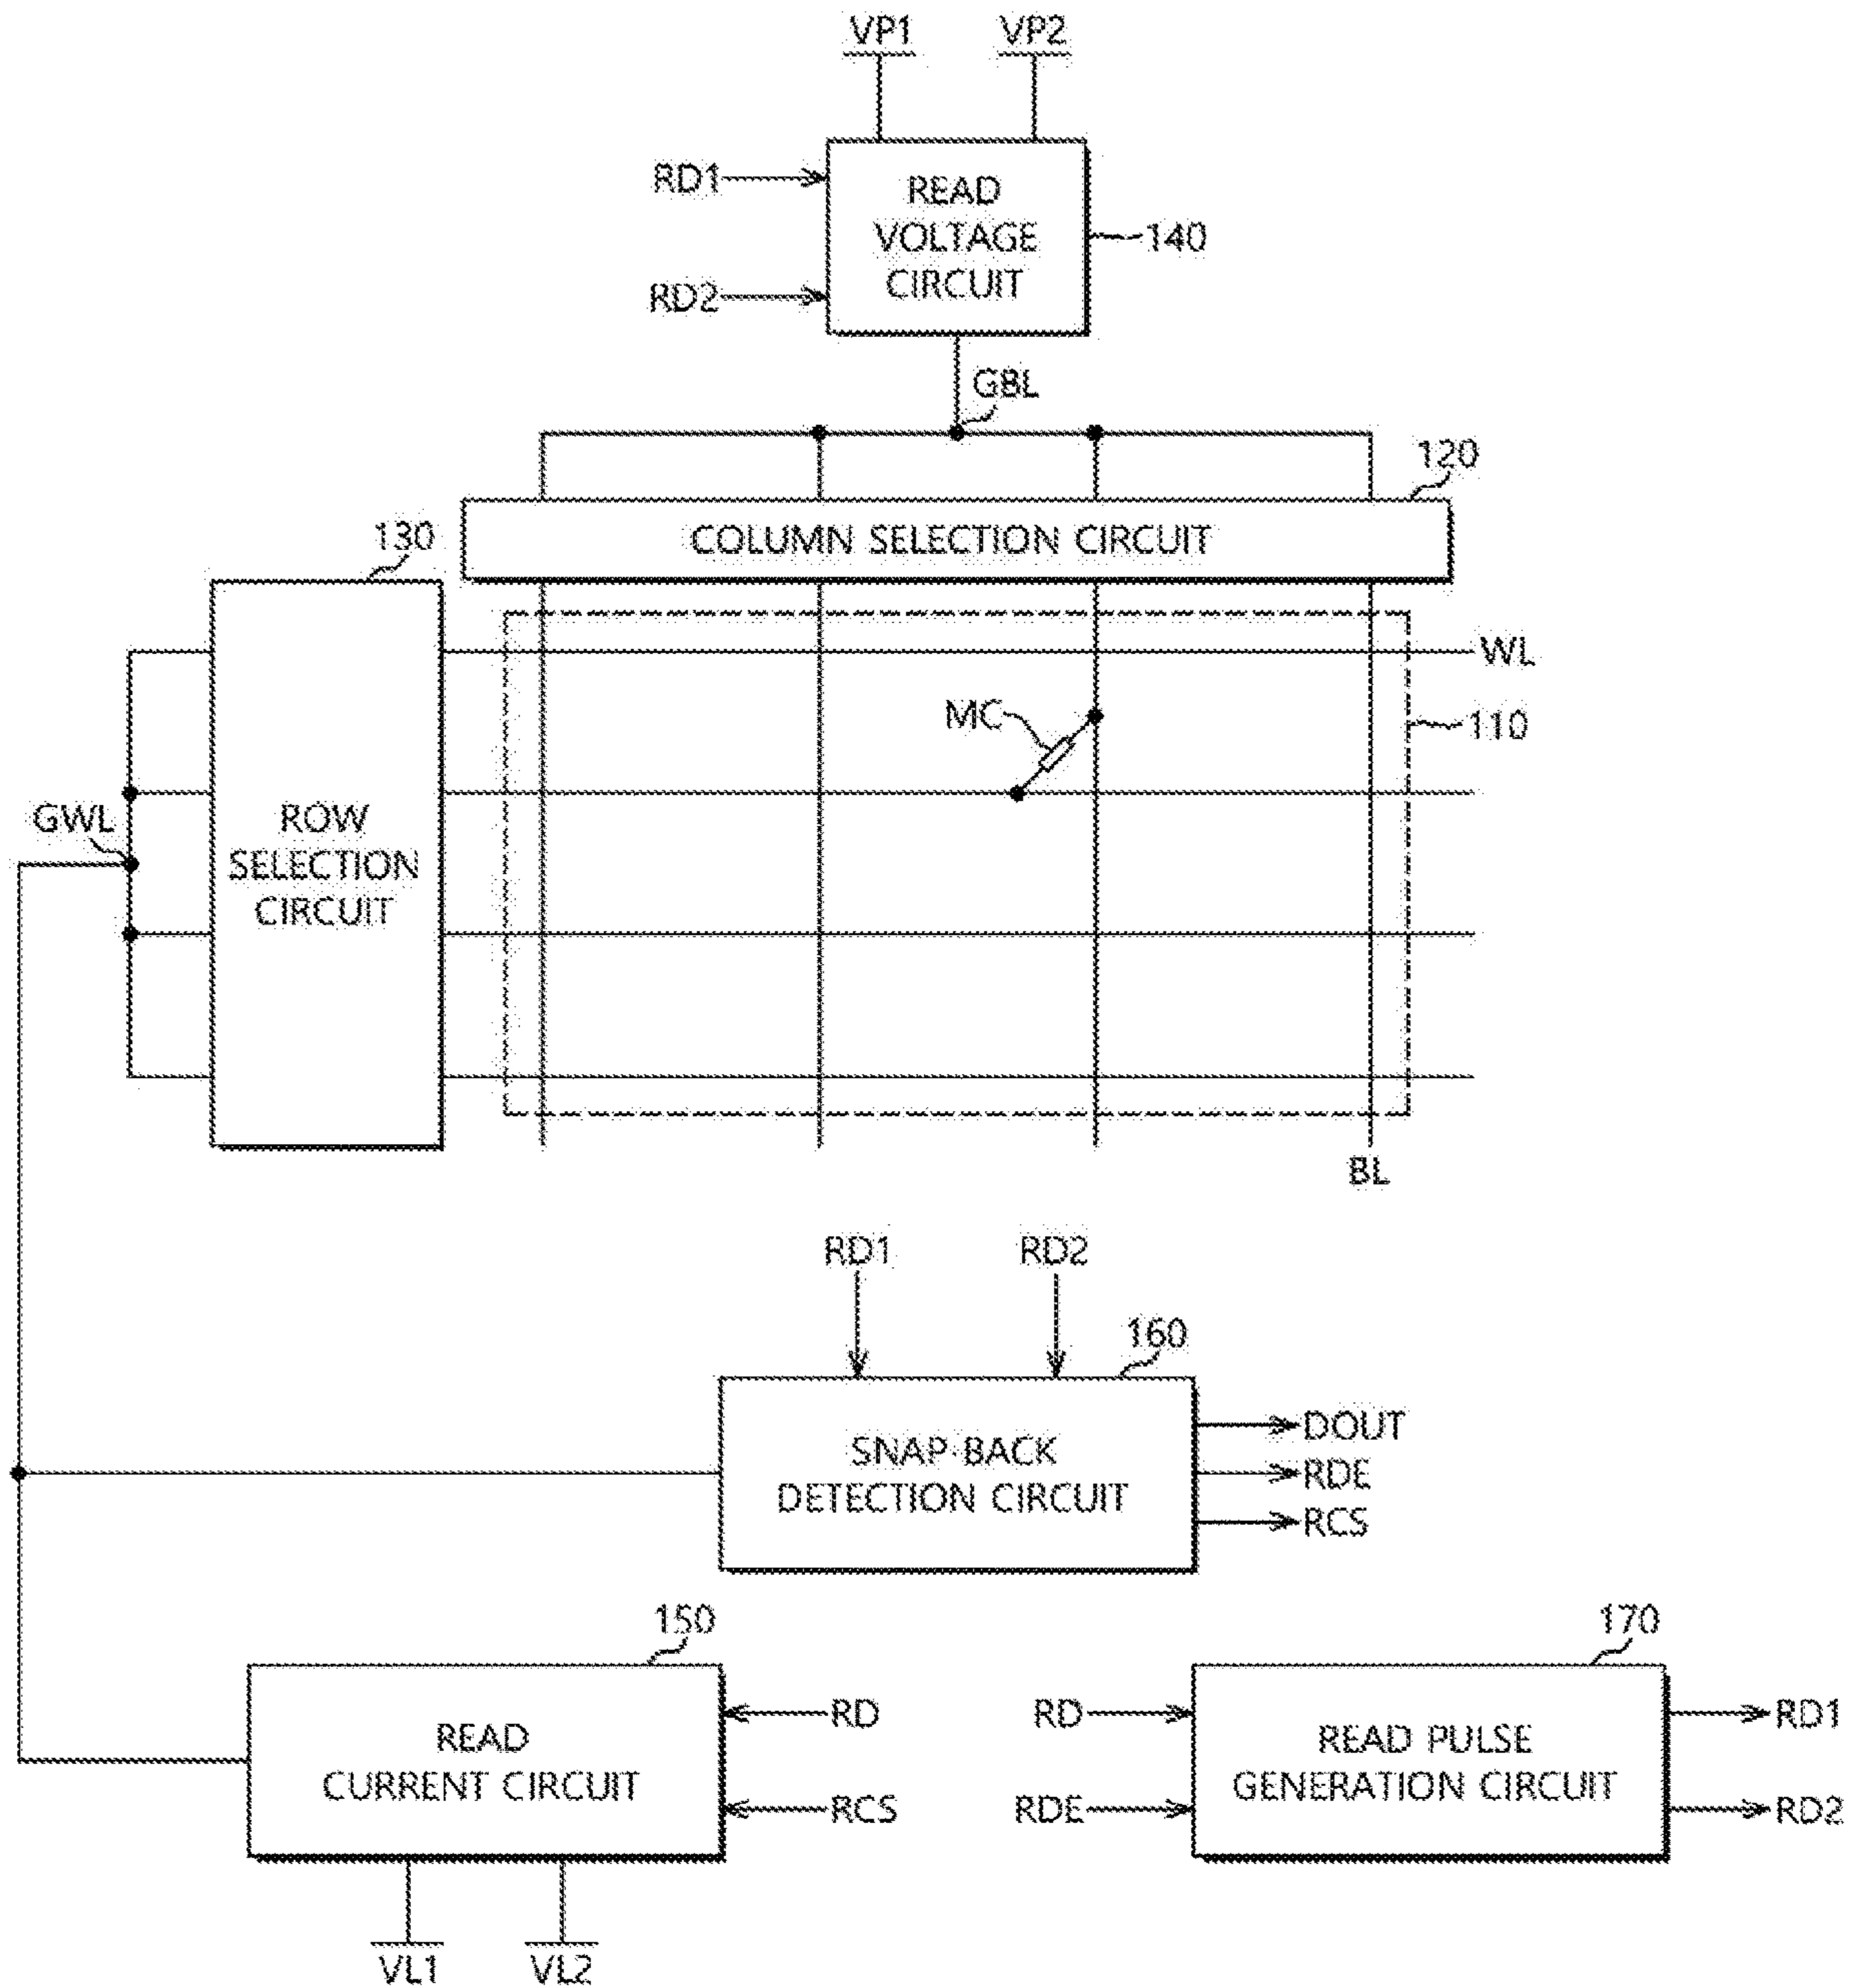 VP1 VP2
RD1
READ
VOLTAGE
CIRCUIT
140
RD2
GBL
120
COLUMN SELECTION CIRCUIT
130
WL
MC
110
GWL
ROW
SELECTION
CIRCUIT
BL
RD1 RD2
160
SNAP-BACK
DETECTION CIRCUIT
DOUT
RDE
RCS
150
READ
CURRENT CIRCUIT
RD
RCS
VL1 VL2
170
RD
RDE
READ PULSE
GENERATION CIRCUIT
RD1
RD2